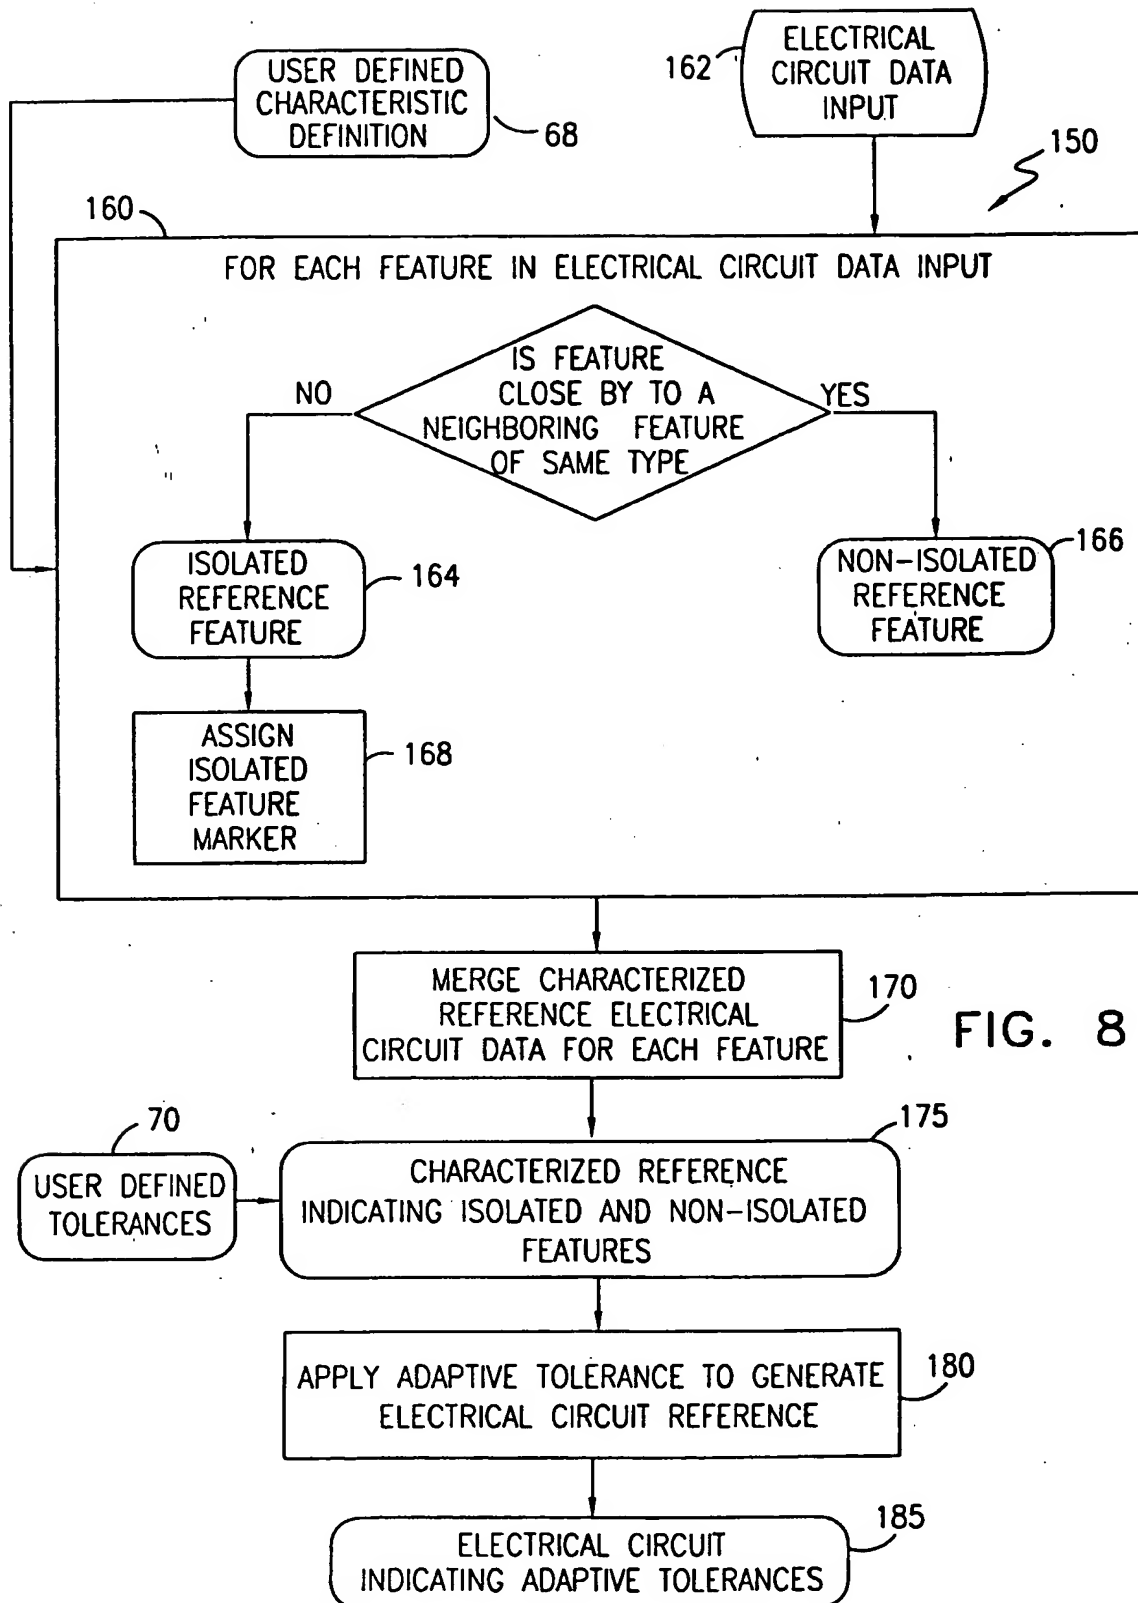 USER DEFINED
CHARACTERISTIC
DEFINITION
68
162
ELECTRICAL
CIRCUIT DATA
INPUT
150
160
FOR EACH FEATURE IN ELECTRICAL CIRCUIT DATA INPUT
IS FEATURE
CLOSE BY TO A
NEIGHBORING FEATURE
OF SAME TYPE
NO
YES
ISOLATED
REFERENCE
FEATURE
164
NON-ISOLATED
REFERENCE
FEATURE
166
ASSIGN
ISOLATED
FEATURE
MARKER
168
MERGE CHARACTERIZED
REFERENCE ELECTRICAL
CIRCUIT DATA FOR EACH FEATURE
170
FIG. 8
70
USER DEFINED
TOLERANCES
175
CHARACTERIZED REFERENCE
INDICATING ISOLATED AND NON-ISOLATED
FEATURES
APPLY ADAPTIVE TOLERANCE TO GENERATE
ELECTRICAL CIRCUIT REFERENCE
180
ELECTRICAL CIRCUIT
INDICATING ADAPTIVE TOLERANCES
185